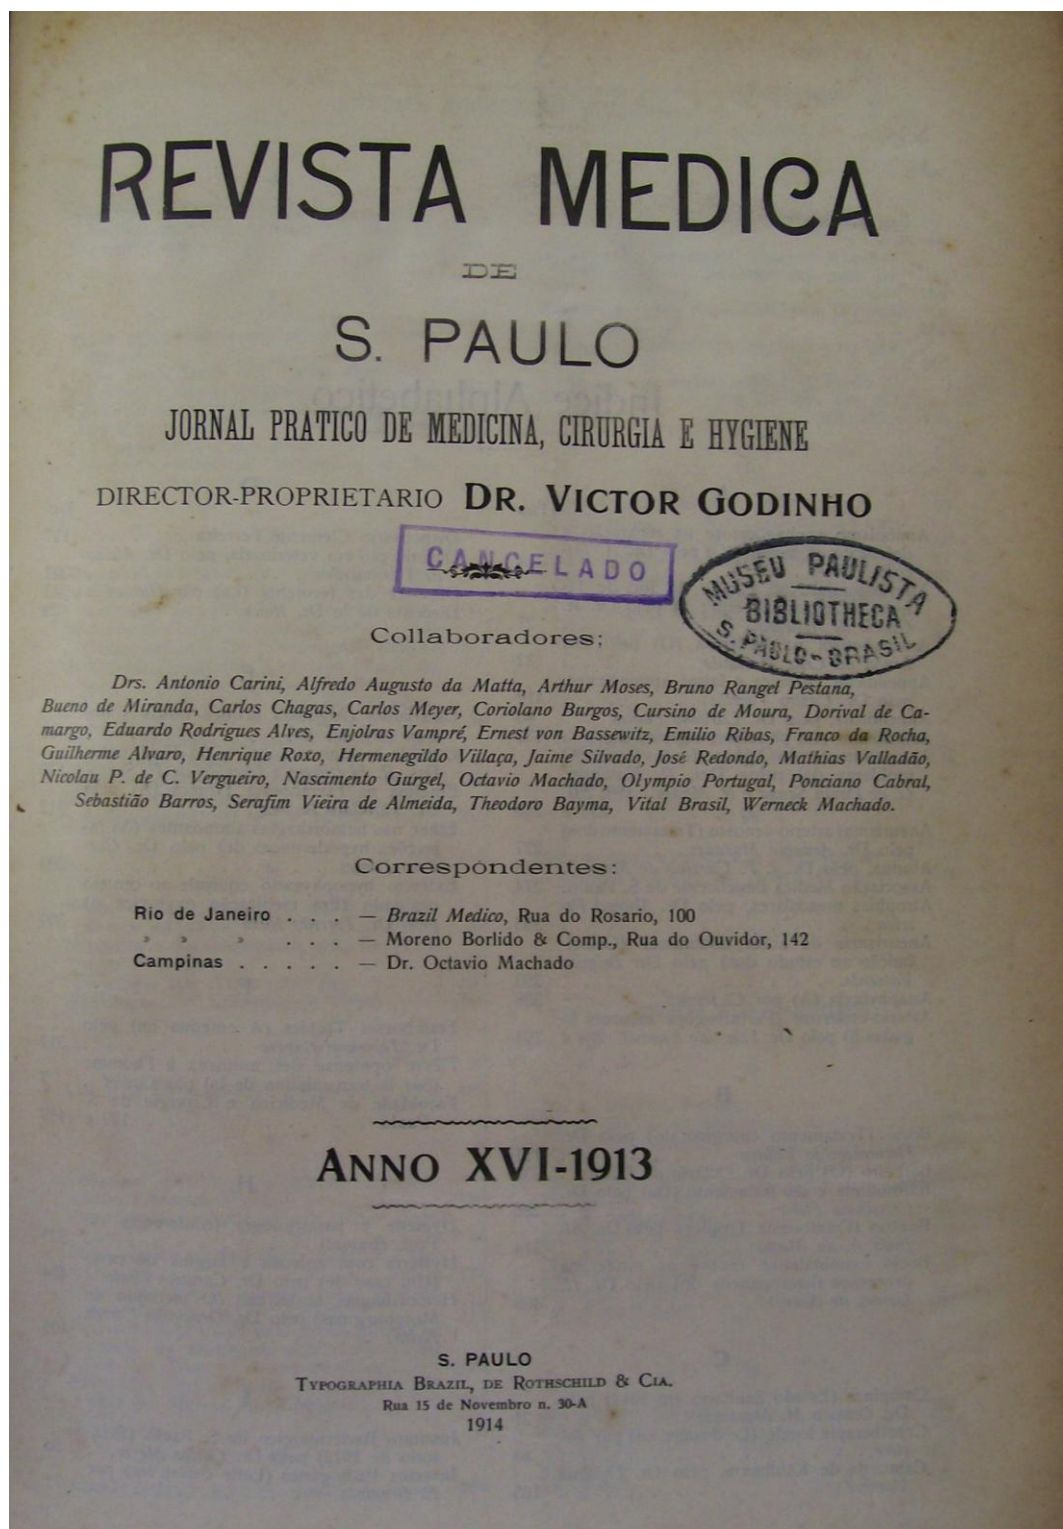 REVISTA MEDICA
DE
S. PAULO
JORNAL PRATICO DE MEDICINA, CIRURGIA E HYGIENE
DIRECTOR-PROPRIETARIO DR. VICTOR GODINHO
CANCELADO
MUSEU PAULISTA
BIBLIOTHECA
S. PAULO - BRASIL
Collaboradores:
Drs. Antonio Carini, Alfredo Augusto da Matta, Arthur Moses, Bruno Rangel Pestana,
Bueno de Miranda, Carlos Chagas, Carlos Meyer, Coriolano Burgos, Cursino de Moura, Dorival de Ca-
margo, Eduardo Rodrigues Alves, Enjolras Vampré, Ernest von Bassewitz, Emilio Ribas, Franco da Rocha,
Guilherme Alvaro, Henrique Roxo, Hermenegildo Villaça, Jaime Silvado, José Redondo, Mathias Valladão,
Nicolau P. de C. Vergueiro, Nascimento Gurgel, Octavio Machado, Olympio Portugal, Ponciano Cabral,
Sebastião Barros, Serafim Vieira de Almeida, Theodoro Bayma, Vital Brasil, Werneck Machado.
Correspondentes:
Rio de Janeiro . . . — Brazil Medico, Rua do Rosario, 100
» » » . . . — Moreno Borlido & Comp., Rua do Ouvidor, 142
Campinas . . . . . — Dr. Octavio Machado
ANNO XVI-1913
S. PAULO
TYPOGRAPHIA BRAZIL, DE ROTHSCHILD & CIA.
Rua 15 de Novembro n. 30-A
1914